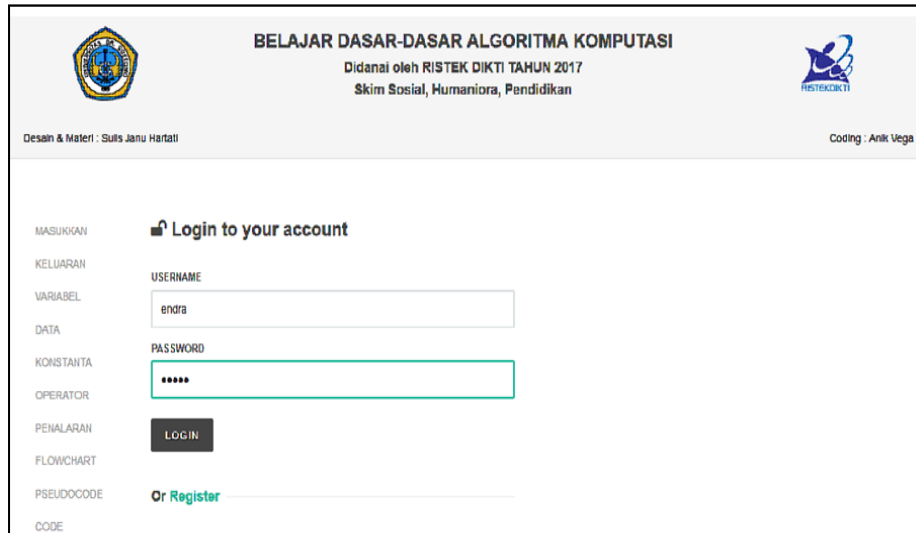 BELAJAR DASAR-DASAR ALGORITMA KOMPUTASI
Didanai oleh RISTEK DIKTI TAHUN 2017
Skim Sosial, Humaniora, Pendidikan
RISTEKDIKTI
Desain & Materi : Sulis Janu Hartati
Coding : Anik Vega
MASUKKAN
KELUARAN
VARIABEL
DATA
KONSTANTA
OPERATOR
PENALARAN
FLOWCHART
PSEUDOCODE
CODE
Login to your account
USERNAME
endra
PASSWORD
•••••
LOGIN
Or Register